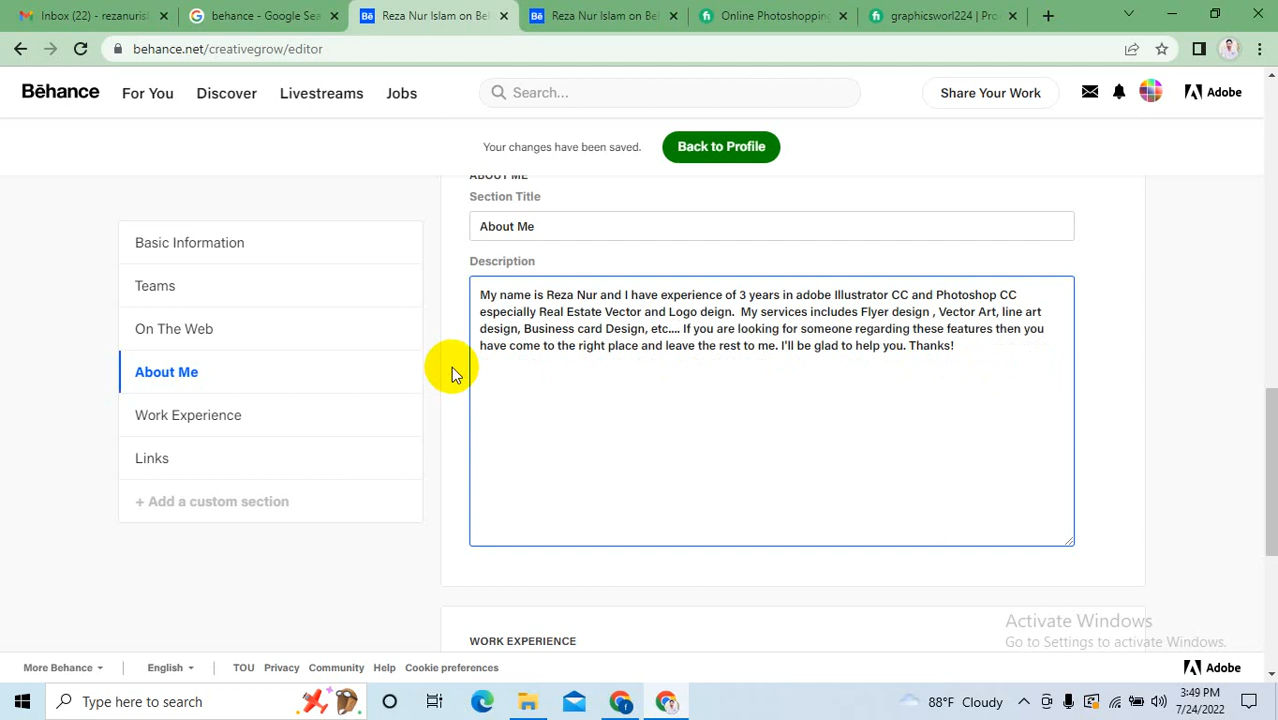 Inbox (22) - rezanurisl
behance - Google Sea
Reza Nur Islam on Be
Reza Nur Islam on Be
Online Photoshopping
graphicsworl224 | Pro
behance.net/creativegrow/editor
Bēhance
For You
Discover
Livestreams
Jobs
Search...
Share Your Work
Adobe
Your changes have been saved.
Back to Profile
ABOUT ME
Section Title
About Me
Description
My name is Reza Nur and I have experience of 3 years in adobe Illustrator CC and Photoshop CC
especially Real Estate Vector and Logo deign.  My services includes Flyer design , Vector Art, line art
design, Business card Design, etc.... If you are looking for someone regarding these features then you
have come to the right place and leave the rest to me. I'll be glad to help you. Thanks!
Basic Information
Teams
On The Web
About Me
Work Experience
Links
+ Add a custom section
WORK EXPERIENCE
Activate Windows
Go to Settings to activate Windows.
More Behance
English
TOU
Privacy
Community
Help
Cookie preferences
Adobe
Type here to search
88°F Cloudy
3:49 PM
7/24/2022